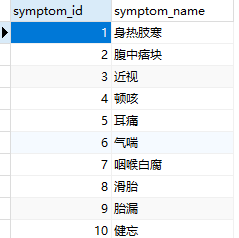 symptom_id symptom_name
1 身热肢寒
2 腹中痞块
3 近视
4 顿咳
5 耳痛
6 气喘
7 咽喉白腐
8 滑胎
9 胎漏
10 健忘